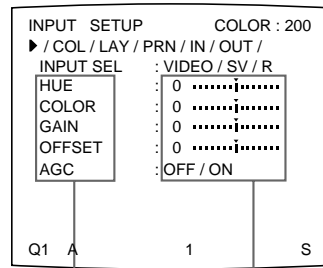 INPUT SETUP COLOR : 200
/ COL / LAY / PRN / IN / OUT /
INPUT SEL : VIDEO / SV / R
HUE : 0
COLOR : 0
GAIN : 0
OFFSET : 0
AGC : OFF / ON
Q1 A 1 S